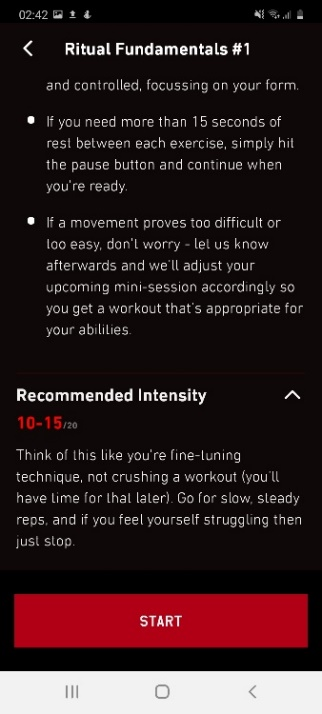 02:42
Ritual Fundamentals #1
and controlled, focussing on your form.
If you need more than 15 seconds of
rest between each exercise, simply hit
the pause button and continue when
you're ready.
If a movement proves too difficult or
too easy, don't worry - let us know
afterwards and we'll adjust your
upcoming mini-session accordingly so
you get a workout that's appropriate for
your abilities.
Recommended Intensity
10-15/20
Think of this like you're fine-tuning
technique, not crushing a workout (you'll
have time for that later). Go for slow, steady
reps, and if you feel yourself struggling then
just stop.
START